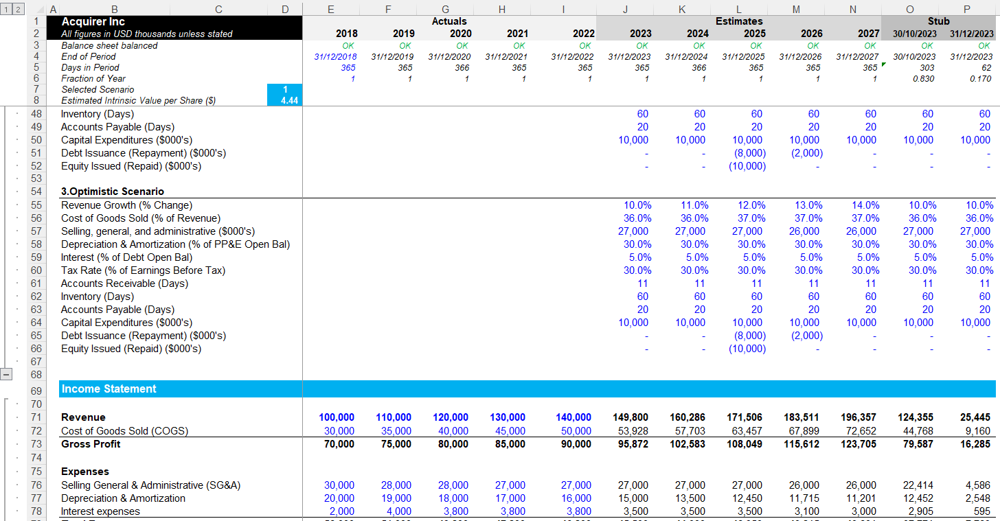 1 2
A B C D E F G H I J K L M N O P
1 Acquirer Inc Actuals Estimates Stub
2 All figures in USD thousands unless stated 2018 2019 2020 2021 2022 2023 2024 2025 2026 2027 30/10/2023 31/12/2023
3 Balance sheet balanced OK OK OK OK OK OK OK OK OK OK OK OK
4 End of Period 31/12/2018 31/12/2019 31/12/2020 31/12/2021 31/12/2022 31/12/2023 31/12/2024 31/12/2025 31/12/2026 31/12/2027 30/10/2023 31/12/2023
5 Days in Period 365 365 366 365 365 365 366 365 365 365 303 62
6 Fraction of Year 1 1 1 1 1 1 1 1 1 1 0.830 0.170
7 Selected Scenario 1
8 Estimated Intrinsic Value per Share ($) 4.44
48 Inventory (Days) 60 60 60 60 60 60 60
49 Accounts Payable (Days) 20 20 20 20 20 20 20
50 Capital Expenditures ($000's) 10,000 10,000 10,000 10,000 10,000 10,000 10,000
51 Debt Issuance (Repayment) ($000's) - - (8,000) (2,000) - - -
52 Equity Issued (Repaid) ($000's) - - (10,000) - - - -
53
54 3.Optimistic Scenario
55 Revenue Growth (% Change) 10.0% 11.0% 12.0% 13.0% 14.0% 10.0% 10.0%
56 Cost of Goods Sold (% of Revenue) 36.0% 36.0% 37.0% 37.0% 37.0% 36.0% 36.0%
57 Selling, general, and administrative ($000's) 27,000 27,000 27,000 26,000 26,000 27,000 27,000
58 Depreciation & Amortization (% of PP&E Open Bal) 30.0% 30.0% 30.0% 30.0% 30.0% 30.0% 30.0%
59 Interest (% of Debt Open Bal) 5.0% 5.0% 5.0% 5.0% 5.0% 5.0% 5.0%
60 Tax Rate (% of Earnings Before Tax) 30.0% 30.0% 30.0% 30.0% 30.0% 30.0% 30.0%
61 Accounts Receivable (Days) 11 11 11 11 11 11 11
62 Inventory (Days) 60 60 60 60 60 60 60
63 Accounts Payable (Days) 20 20 20 20 20 20 20
64 Capital Expenditures ($000's) 10,000 10,000 10,000 10,000 10,000 10,000 10,000
65 Debt Issuance (Repayment) ($000's) - - (8,000) (2,000) - - -
66 Equity Issued (Repaid) ($000's) - - (10,000) - - - -
67
68
69 Income Statement
70
71 Revenue 100,000 110,000 120,000 130,000 140,000 149,800 160,286 171,506 183,511 196,357 124,355 25,445
72 Cost of Goods Sold (COGS) 30,000 35,000 40,000 45,000 50,000 53,928 57,703 63,457 67,899 72,652 44,768 9,160
73 Gross Profit 70,000 75,000 80,000 85,000 90,000 95,872 102,583 108,049 115,612 123,705 79,587 16,285
74
75 Expenses
76 Selling General & Administrative (SG&A) 30,000 28,000 28,000 27,000 27,000 27,000 27,000 27,000 26,000 26,000 22,414 4,586
77 Depreciation & Amortization 20,000 19,000 18,000 17,000 16,000 15,000 13,500 12,450 11,715 11,201 12,452 2,548
78 Interest expenses 2,000 4,000 3,800 3,800 3,800 3,500 3,500 3,500 3,100 3,000 2,905 595